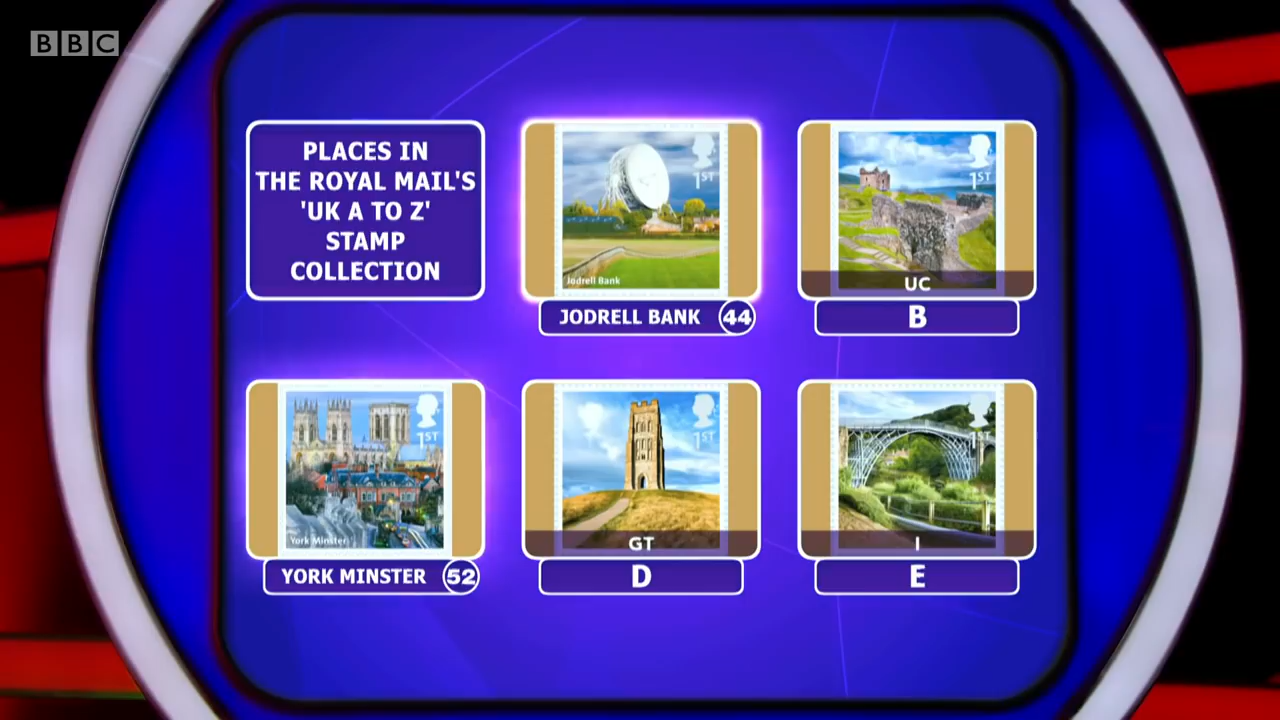 BBC
PLACES IN
THE ROYAL MAIL'S
'UK A TO Z'
STAMP
COLLECTION
1ST
Jodrell Bank
JODRELL BANK 44
1ST
UC
B
1ST
York Minster
YORK MINSTER 52
1ST
GT
D
1ST
I
E